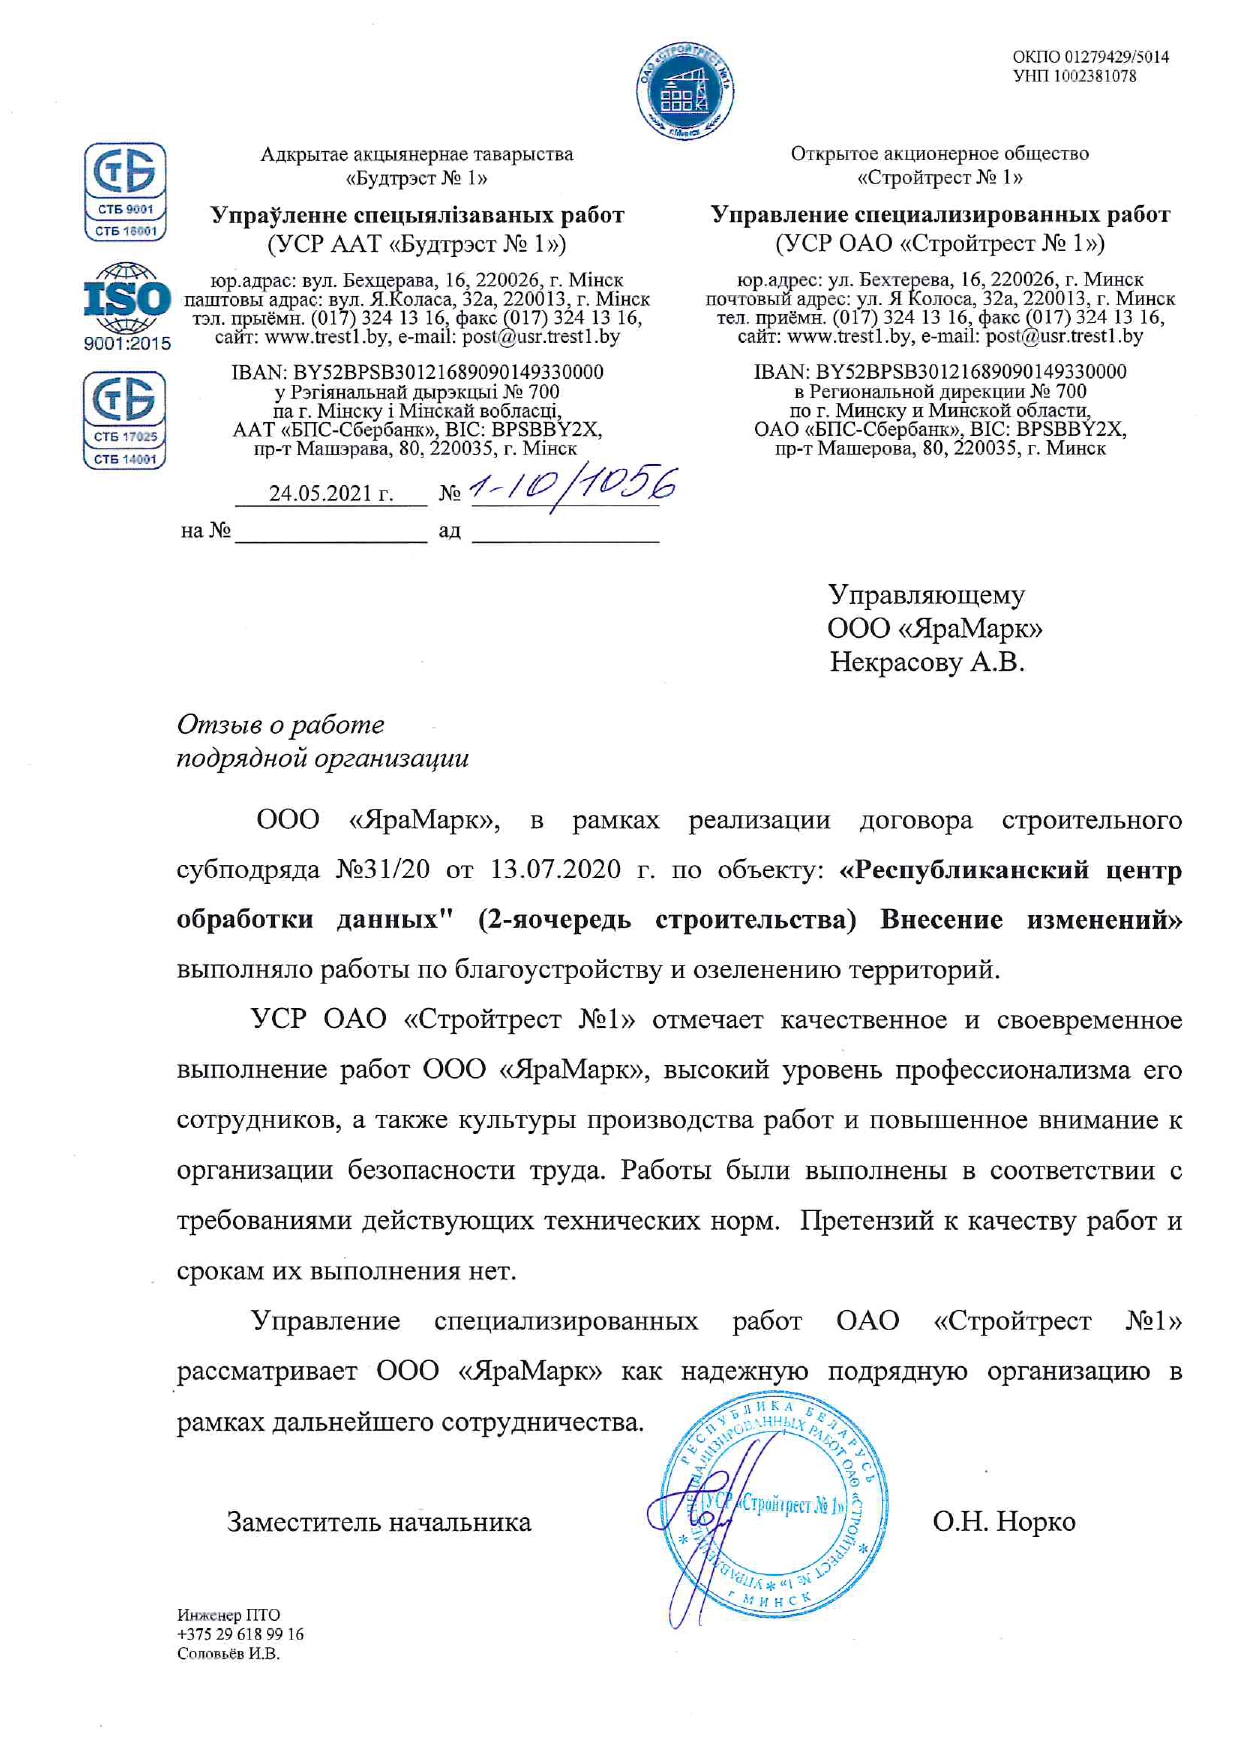 ОКПО 01279429/5014
УНП 1002381078
ОАО «СТРОЙТРЕСТ №1»
г.Минск
СТБ
СТБ 9001
СТБ 18001
ISO
9001:2015
СТБ
СТБ 17025
СТБ 14001
Адкрытае акцыянернае таварыства
«Будтрэст № 1»
Упраўленне спецыялізаваных работ
(УСР ААТ «Будтрэст № 1»)
юр.адрас: вул. Бехцерава, 16, 220026, г. Мінск
паштовы адрас: вул. Я.Коласа, 32а, 220013, г. Мінск
тэл. прыёмн. (017) 324 13 16, факс (017) 324 13 16,
сайт: www.trest1.by, e-mail: post@usr.trest1.by
IBAN: BY52BPSB30121689090149330000
у Рэгіянальнай дырэкцыі № 700
па г. Мінску і Мінскай вобласці,
ААТ «БПС-Сбербанк», BIC: BPSBBY2X,
пр-т Машэрава, 80, 220035, г. Мінск
Открытое акционерное общество
«Стройтрест № 1»
Управление специализированных работ
(УСР ОАО «Стройтрест № 1»)
юр.адрес: ул. Бехтерева, 16, 220026, г. Минск
почтовый адрес: ул. Я Колоса, 32а, 220013, г. Минск
тел. приёмн. (017) 324 13 16, факс (017) 324 13 16,
сайт: www.trest1.by, e-mail: post@usr.trest1.by
IBAN: BY52BPSB30121689090149330000
в Региональной дирекции № 700
по г. Минску и Минской области,
ОАО «БПС-Сбербанк», BIC: BPSBBY2X,
пр-т Машерова, 80, 220035, г. Минск
24.05.2021 г. № 1-10/1056
на № ад
Управляющему
ООО «ЯраМарк»
Некрасову А.В.
Отзыв о работе
подрядной организации
ООО «ЯраМарк», в рамках реализации договора строительного
субподряда №31/20 от 13.07.2020 г. по объекту: «Республиканский центр
обработки данных" (2-яочередь строительства) Внесение изменений»
выполняло работы по благоустройству и озеленению территорий.
УСР ОАО «Стройтрест №1» отмечает качественное и своевременное
выполнение работ ООО «ЯраМарк», высокий уровень профессионализма его
сотрудников, а также культуры производства работ и повышенное внимание к
организации безопасности труда. Работы были выполнены в соответствии с
требованиями действующих технических норм. Претензий к качеству работ и
срокам их выполнения нет.
Управление специализированных работ ОАО «Стройтрест №1»
рассматривает ООО «ЯраМарк» как надежную подрядную организацию в
рамках дальнейшего сотрудничества.
РЕСПУБЛИКА БЕЛАРУСЬ
УПРАВЛЕНИЕ СПЕЦИАЛИЗИРОВАННЫХ РАБОТ ОАО «СТРОЙТРЕСТ № 1»
УСР «Стройтрест № 1»
г МИНСК
Заместитель начальника О.Н. Норко
Инженер ПТО
+375 29 618 99 16
Соловьёв И.В.